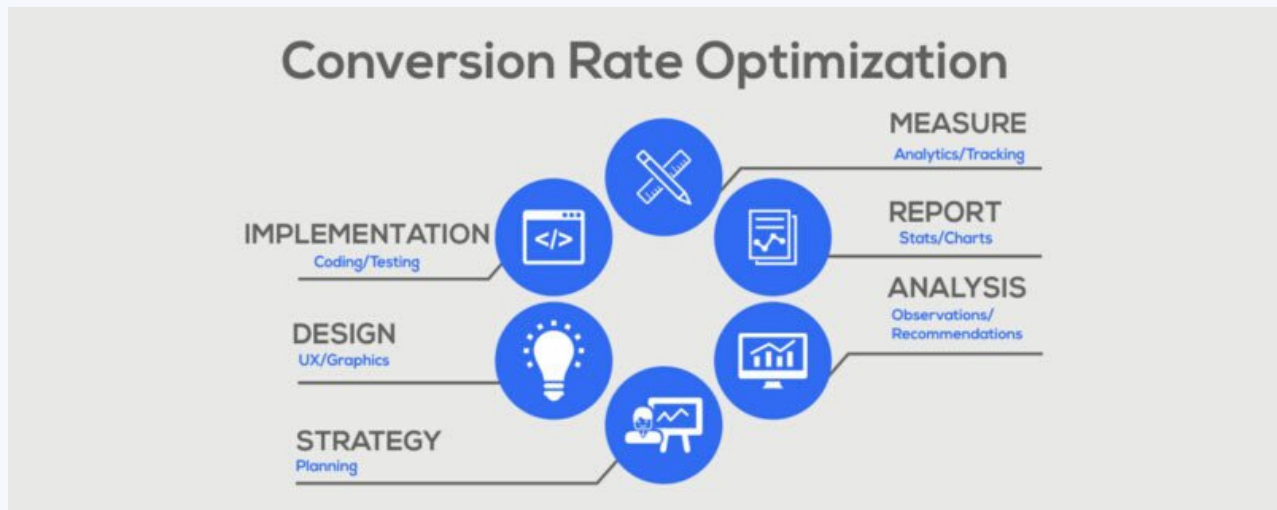 Conversion Rate Optimization
MEASURE
Analytics/Tracking
REPORT
Stats/Charts
ANALYSIS
Observations/
Recommendations
STRATEGY
Planning
DESIGN
UX/Graphics
IMPLEMENTATION
Coding/Testing
</>